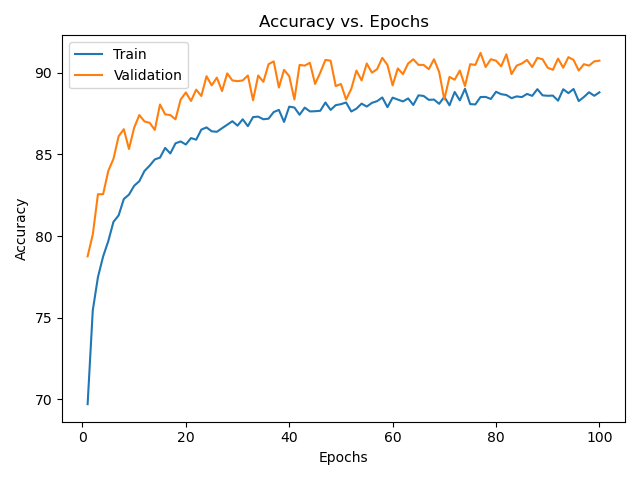 Accuracy vs. Epochs
Train
Validation
90
85
80
75
70
Accuracy
0 20 40 60 80 100
Epochs